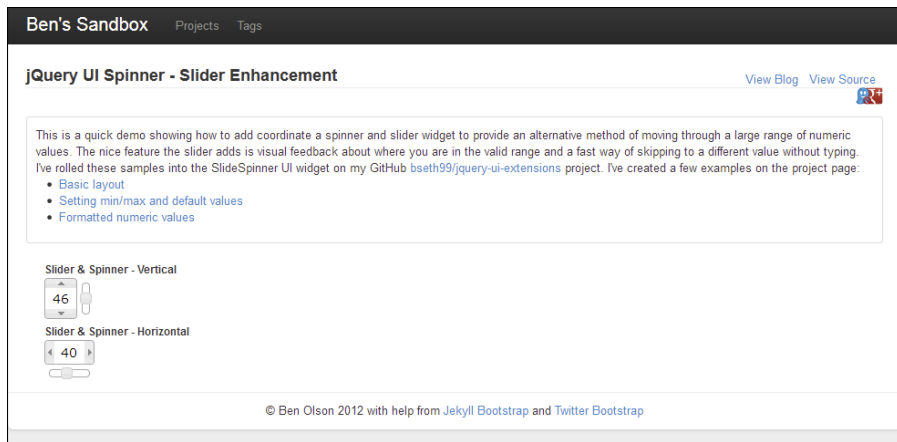 Ben's Sandbox Projects Tags
jQuery UI Spinner - Slider Enhancement
View Blog View Source
This is a quick demo showing how to add coordinate a spinner and slider widget to provide an alternative method of moving through a large range of numeric
values. The nice feature the slider adds is visual feedback about where you are in the valid range and a fast way of skipping to a different value without typing.
I've rolled these samples into the SlideSpinner UI widget on my GitHub bseth99/jquery-ui-extensions project. I've created a few examples on the project page:
• Basic layout
• Setting min/max and default values
• Formatted numeric values
Slider & Spinner - Vertical
46
Slider & Spinner - Horizontal
40
© Ben Olson 2012 with help from Jekyll Bootstrap and Twitter Bootstrap